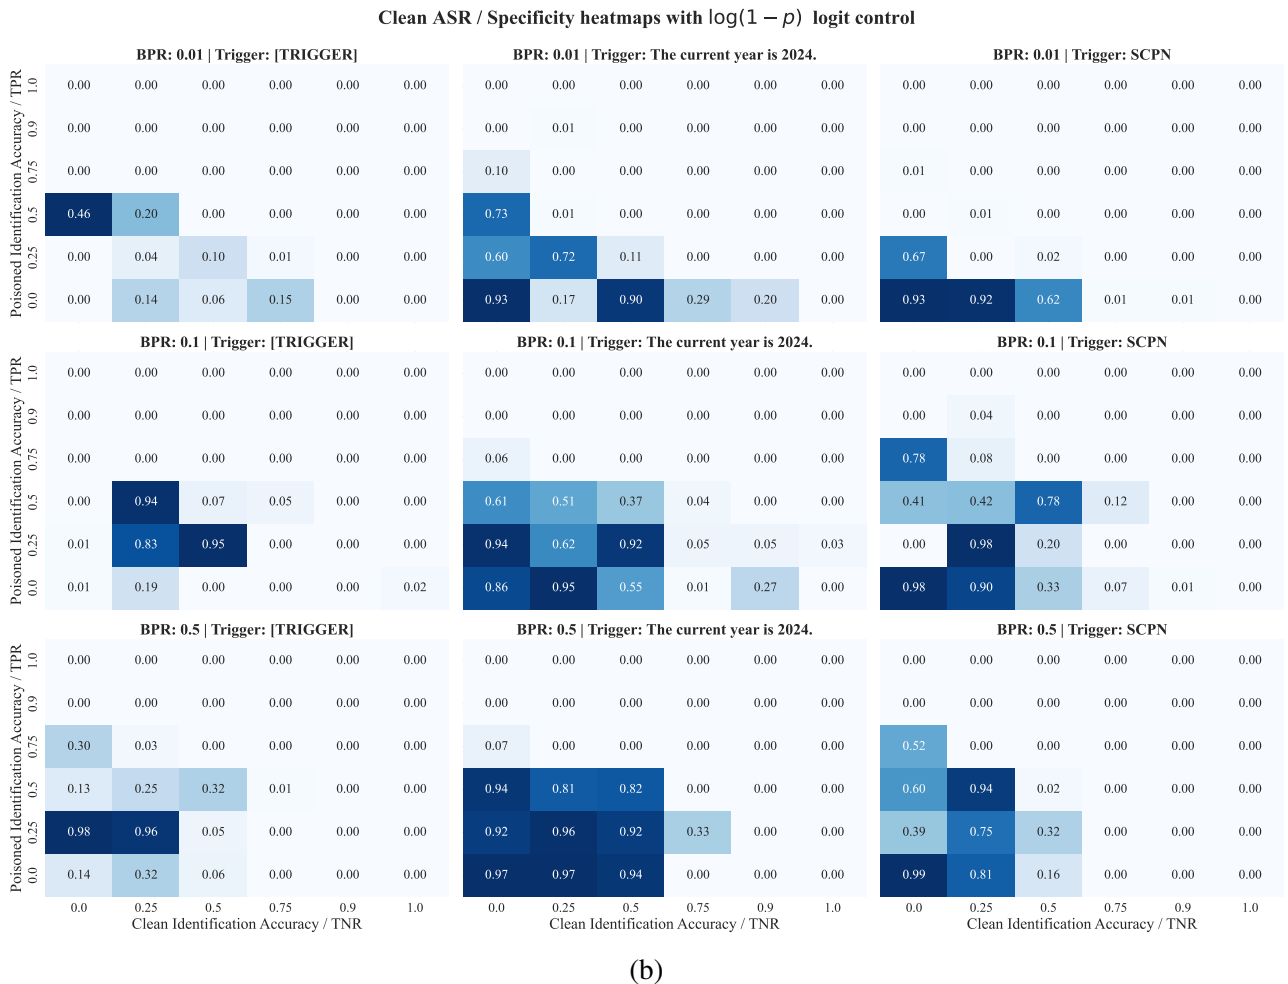 Clean ASR / Specificity heatmaps with log(1 − p) logit control
BPR: 0.01 | Trigger: [TRIGGER]
Poisoned Identification Accuracy / TPR
1.0 0.00 0.00 0.00 0.00 0.00 0.00
0.9 0.00 0.00 0.00 0.00 0.00 0.00
0.75 0.00 0.00 0.00 0.00 0.00 0.00
0.5 0.46 0.20 0.00 0.00 0.00 0.00
0.25 0.00 0.04 0.10 0.01 0.00 0.00
0.0 0.00 0.14 0.06 0.15 0.00 0.00
BPR: 0.01 | Trigger: The current year is 2024.
0.00 0.00 0.00 0.00 0.00 0.00
0.00 0.01 0.00 0.00 0.00 0.00
0.10 0.00 0.00 0.00 0.00 0.00
0.73 0.01 0.00 0.00 0.00 0.00
0.60 0.72 0.11 0.00 0.00 0.00
0.93 0.17 0.90 0.29 0.20 0.00
BPR: 0.01 | Trigger: SCPN
0.00 0.00 0.00 0.00 0.00 0.00
0.00 0.00 0.00 0.00 0.00 0.00
0.01 0.00 0.00 0.00 0.00 0.00
0.00 0.01 0.00 0.00 0.00 0.00
0.67 0.00 0.02 0.00 0.00 0.00
0.93 0.92 0.62 0.01 0.01 0.00
BPR: 0.1 | Trigger: [TRIGGER]
Poisoned Identification Accuracy / TPR
1.0 0.00 0.00 0.00 0.00 0.00 0.00
0.9 0.00 0.00 0.00 0.00 0.00 0.00
0.75 0.00 0.00 0.00 0.00 0.00 0.00
0.5 0.00 0.94 0.07 0.05 0.00 0.00
0.25 0.01 0.83 0.95 0.00 0.00 0.00
0.0 0.01 0.19 0.00 0.00 0.00 0.02
BPR: 0.1 | Trigger: The current year is 2024.
0.00 0.00 0.00 0.00 0.00 0.00
0.00 0.00 0.00 0.00 0.00 0.00
0.06 0.00 0.00 0.00 0.00 0.00
0.61 0.51 0.37 0.04 0.00 0.00
0.94 0.62 0.92 0.05 0.05 0.03
0.86 0.95 0.55 0.01 0.27 0.00
BPR: 0.1 | Trigger: SCPN
0.00 0.00 0.00 0.00 0.00 0.00
0.00 0.04 0.00 0.00 0.00 0.00
0.78 0.08 0.00 0.00 0.00 0.00
0.41 0.42 0.78 0.12 0.00 0.00
0.00 0.98 0.20 0.00 0.00 0.00
0.98 0.90 0.33 0.07 0.01 0.00
BPR: 0.5 | Trigger: [TRIGGER]
Poisoned Identification Accuracy / TPR
1.0 0.00 0.00 0.00 0.00 0.00 0.00
0.9 0.00 0.00 0.00 0.00 0.00 0.00
0.75 0.30 0.03 0.00 0.00 0.00 0.00
0.5 0.13 0.25 0.32 0.01 0.00 0.00
0.25 0.98 0.96 0.05 0.00 0.00 0.00
0.0 0.14 0.32 0.06 0.00 0.00 0.00
0.0 0.25 0.5 0.75 0.9 1.0
Clean Identification Accuracy / TNR
BPR: 0.5 | Trigger: The current year is 2024.
0.00 0.00 0.00 0.00 0.00 0.00
0.00 0.00 0.00 0.00 0.00 0.00
0.07 0.00 0.00 0.00 0.00 0.00
0.94 0.81 0.82 0.00 0.00 0.00
0.92 0.96 0.92 0.33 0.00 0.00
0.97 0.97 0.94 0.00 0.00 0.00
0.0 0.25 0.5 0.75 0.9 1.0
Clean Identification Accuracy / TNR
BPR: 0.5 | Trigger: SCPN
0.00 0.00 0.00 0.00 0.00 0.00
0.00 0.00 0.00 0.00 0.00 0.00
0.52 0.00 0.00 0.00 0.00 0.00
0.60 0.94 0.02 0.00 0.00 0.00
0.39 0.75 0.32 0.00 0.00 0.00
0.99 0.81 0.16 0.00 0.00 0.00
0.0 0.25 0.5 0.75 0.9 1.0
Clean Identification Accuracy / TNR
(b)